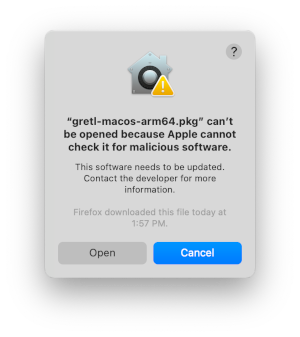 ?
“gretl-macos-arm64.pkg” can’t
be opened because Apple cannot
check it for malicious software.
This software needs to be updated.
Contact the developer for more
information.
Firefox downloaded this file today at
1:57 PM.
Open
Cancel